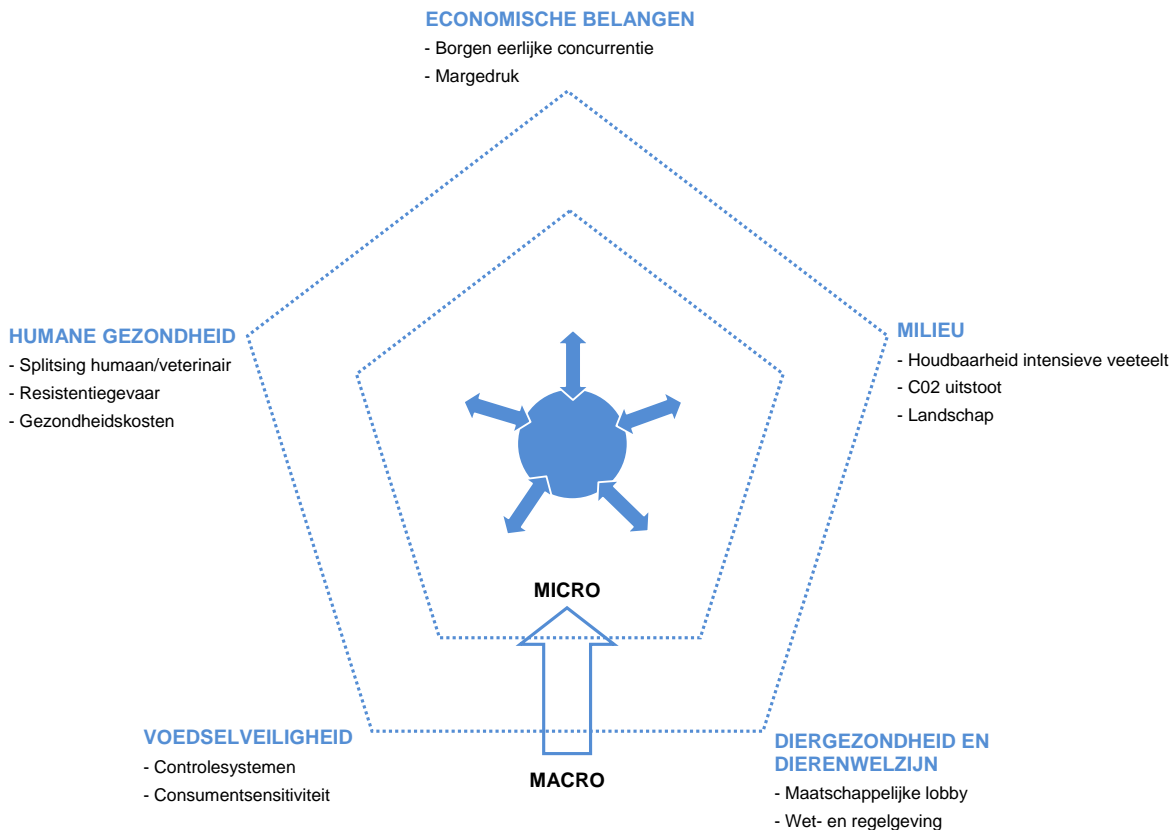 ECONOMISCHE BELANGEN
- Borgen eerlijke concurrentie
- Margedruk
HUMANE GEZONDHEID
- Splitsing humaan/veterinair
- Resistentiegevaar
- Gezondheidskosten
MILIEU
- Houdbaarheid intensieve veeteelt
- C02 uitstoot
- Landschap
MICRO
VOEDSELVEILIGHEID
- Controlesystemen
- Consumentsensitiviteit
MACRO
DIERGEZONDHEID EN
DIERENWELZIJN
- Maatschappelijke lobby
- Wet- en regelgeving